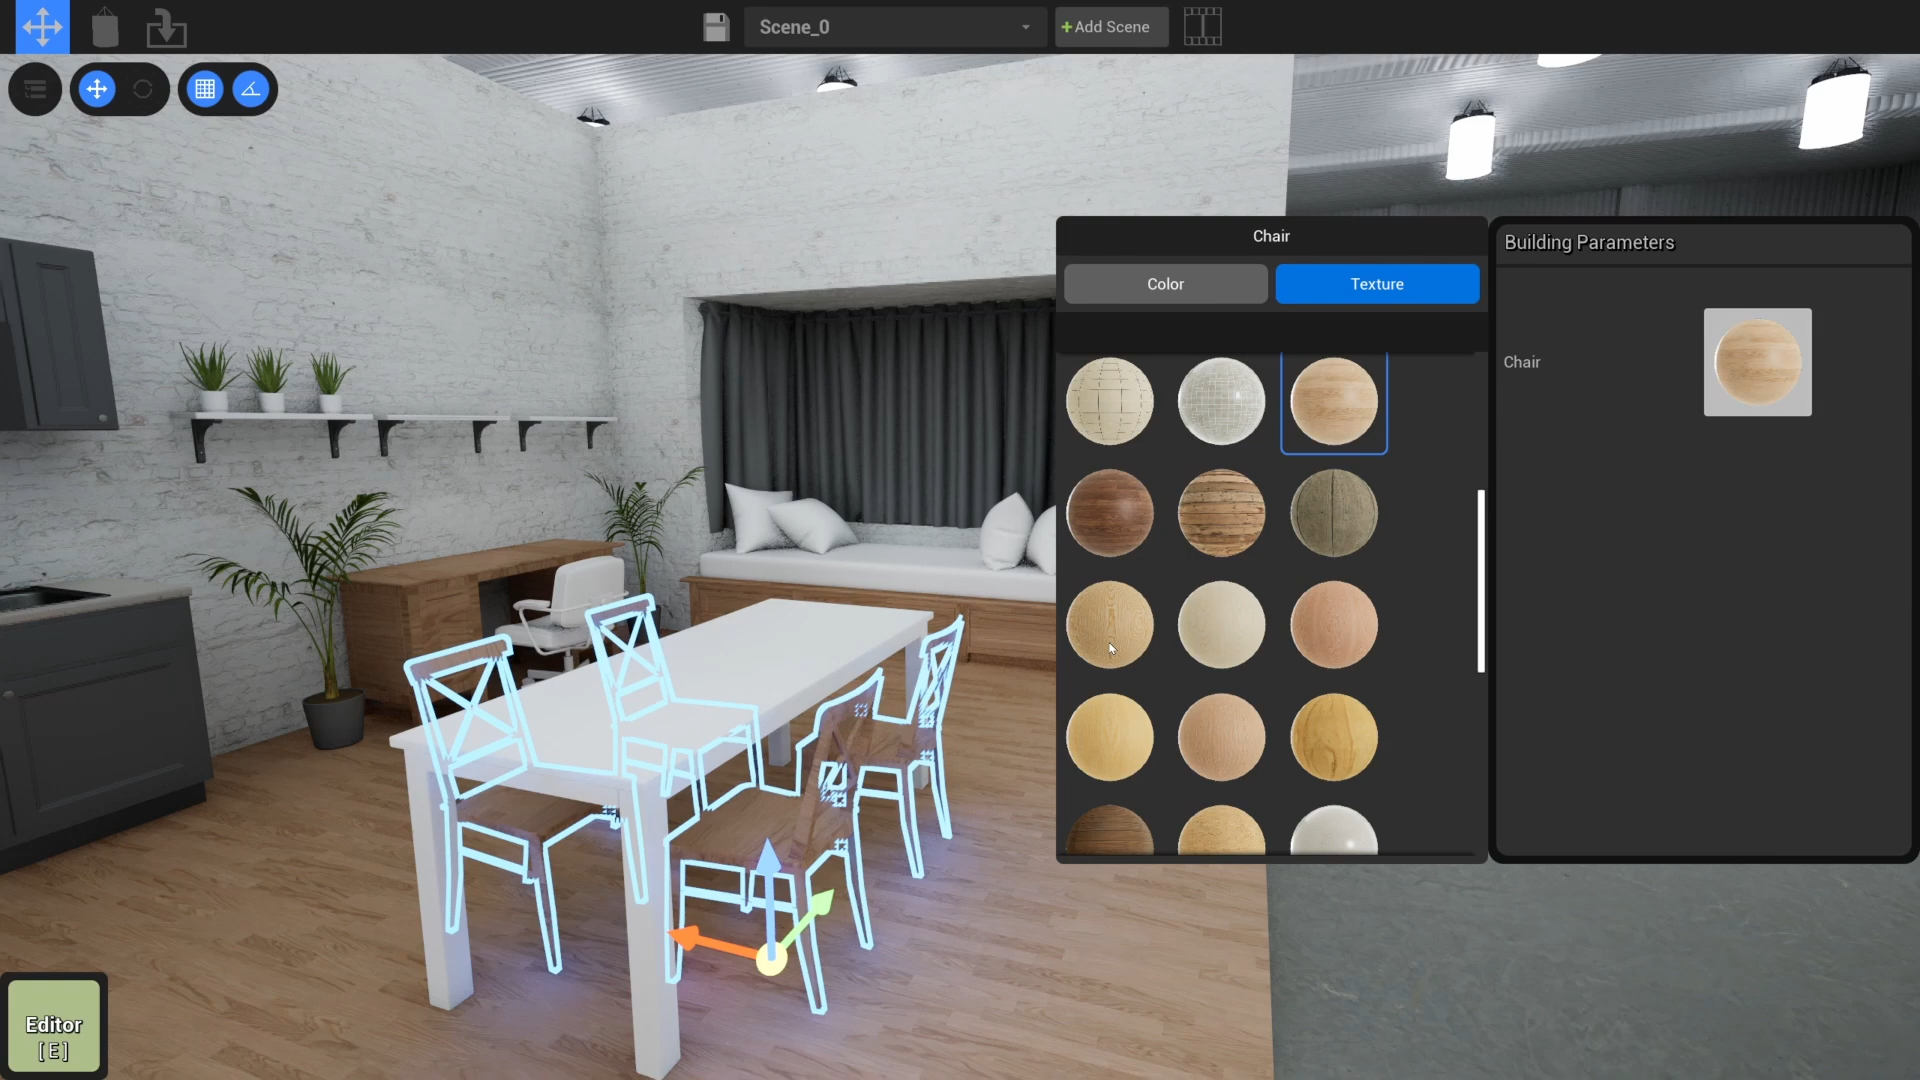 Scene_0
+Add Scene
Chair
Color
Texture
Building Parameters
Chair
Editor
[E]